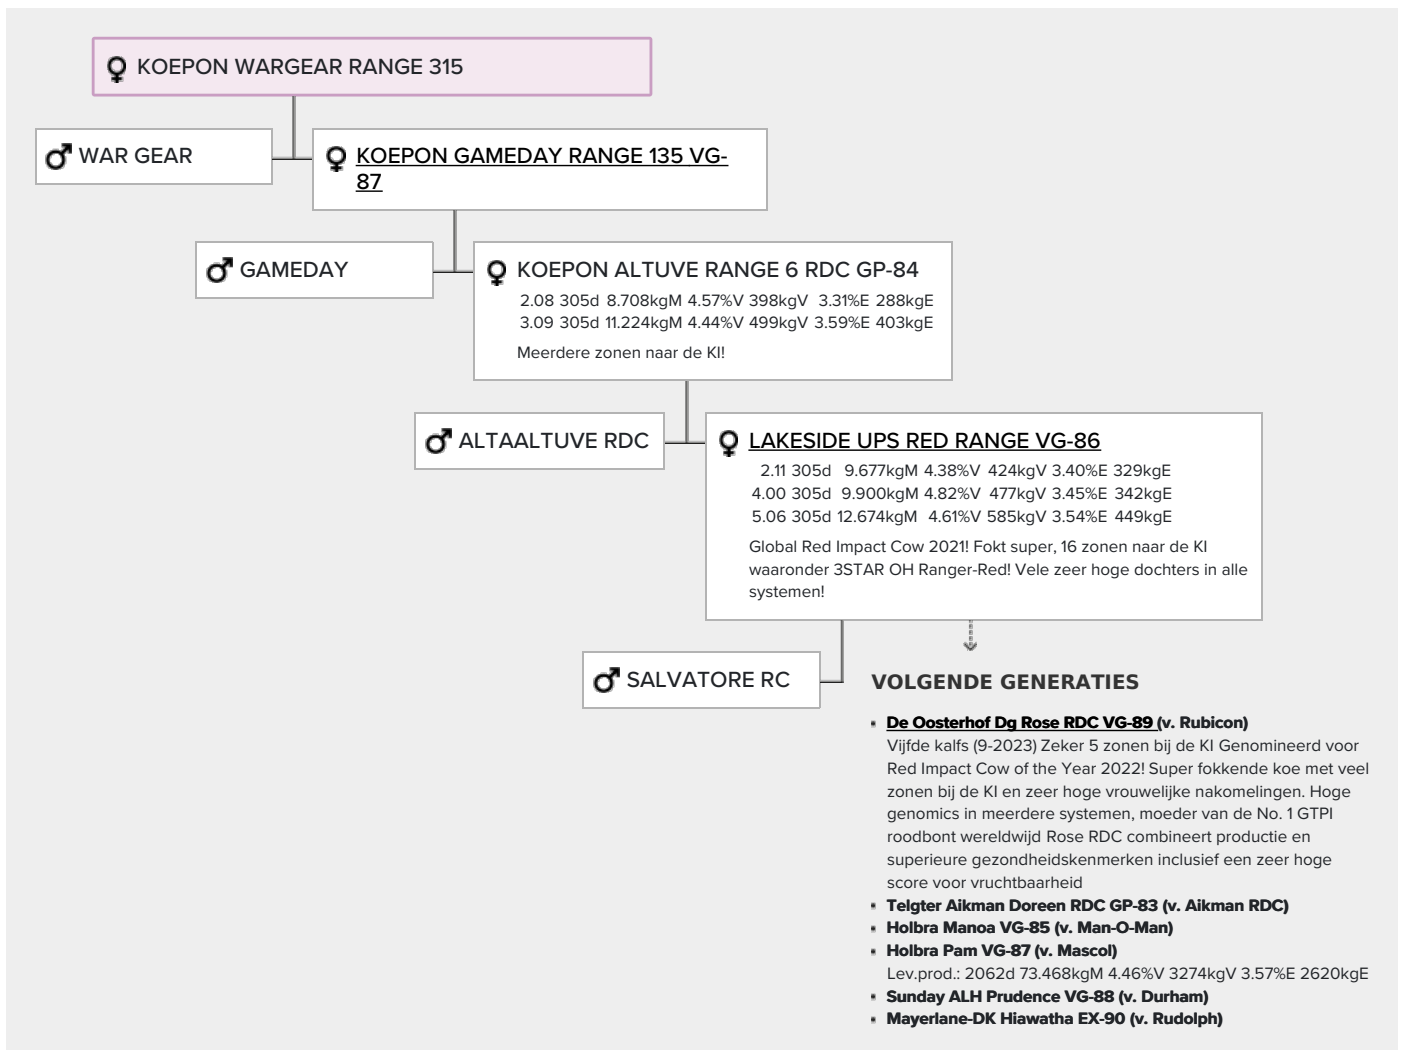 KOEPON WARGEAR RANGE 315
WAR GEAR
KOEPON GAMEDAY RANGE 135 VG-
87
GAMEDAY
KOEPON ALTUVE RANGE 6 RDC GP-84
2.08 305d 8.708kgM 4.57%V 398kgV 3.31%E 288kgE
3.09 305d 11.224kgM 4.44%V 499kgV 3.59%E 403kgE
Meerdere zonen naar de KI!
ALTAALTUVE RDC
LAKESIDE UPS RED RANGE VG-86
2.11 305d 9.677kgM 4.38%V 424kgV 3.40%E 329kgE
4.00 305d 9.900kgM 4.82%V 477kgV 3.45%E 342kgE
5.06 305d 12.674kgM 4.61%V 585kgV 3.54%E 449kgE
Global Red Impact Cow 2021! Fokt super, 16 zonen naar de KI
waaronder 3STAR OH Ranger-Red! Vele zeer hoge dochters in alle
systemen!
SALVATORE RC
VOLGENDE GENERATIES
De Oosterhof Dg Rose RDC VG-89 (v. Rubicon)
Vijfde kalfs (9-2023) Zeker 5 zonen bij de KI Genomineerd voor
Red Impact Cow of the Year 2022! Super fokkende koe met veel
zonen bij de KI en zeer hoge vrouwelijke nakomelingen. Hoge
genomics in meerdere systemen, moeder van de No. 1 GTPI
roodbont wereldwijd Rose RDC combineert productie en
superieure gezondheidskenmerken inclusief een zeer hoge
score voor vruchtbaarheid
Telgter Aikman Doreen RDC GP-83 (v. Aikman RDC)
Holbra Manoa VG-85 (v. Man-O-Man)
Holbra Pam VG-87 (v. Mascol)
Lev.prod.: 2062d 73.468kgM 4.46%V 3274kgV 3.57%E 2620kgE
Sunday ALH Prudence VG-88 (v. Durham)
Mayerlane-DK Hiawatha EX-90 (v. Rudolph)